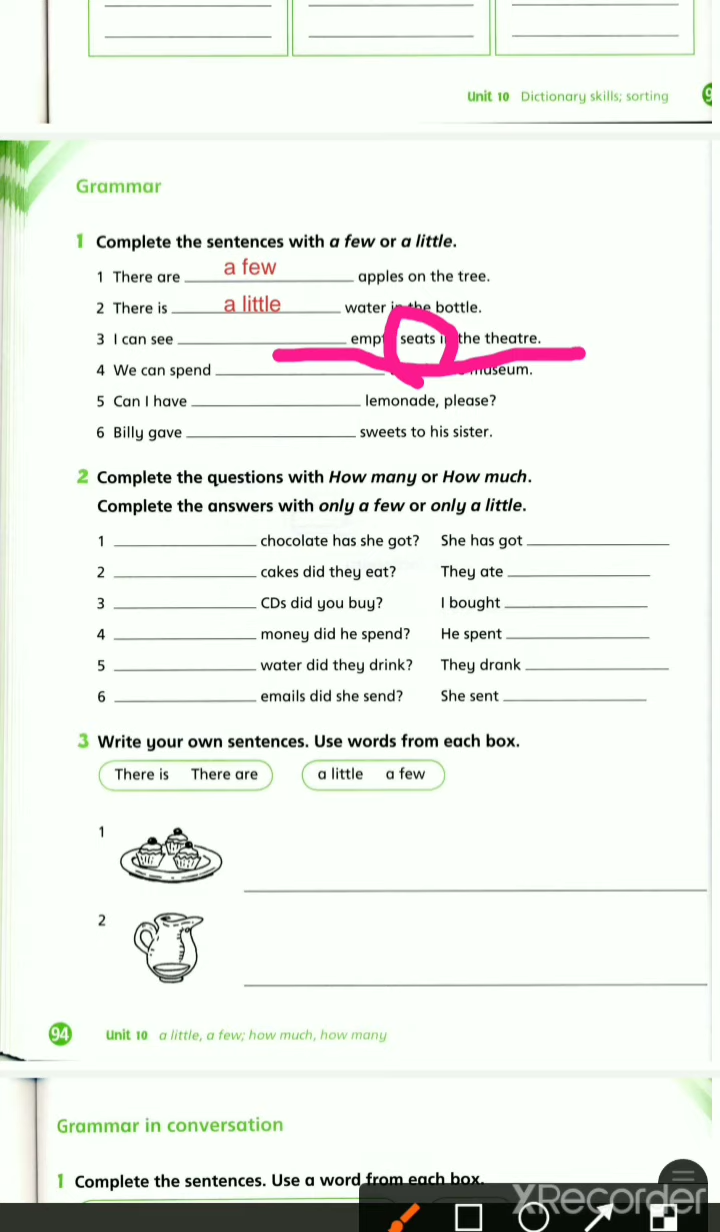 Unit 10 Dictionary skills; sorting 9
Grammar
1 Complete the sentences with a few or a little.
1 There are a few apples on the tree.
2 There is a little water in the bottle.
3 I can see seats in the theatre.
4 We can spend museum.
5 Can I have lemonade, please?
6 Billy gave sweets to his sister.
2 Complete the questions with How many or How much.
Complete the answers with only a few or only a little.
1 chocolate has she got? She has got
2 cakes did they eat? They ate
3 CDs did you buy? I bought
4 money did he spend? He spent
5 water did they drink? They drank
6 emails did she send? She sent
3 Write your own sentences. Use words from each box.
There is There are a little a few
1
2
94 Unit 10 a little, a few; how much, how many
Grammar in conversation
1 Complete the sentences. Use a word from each box.
XRecorder